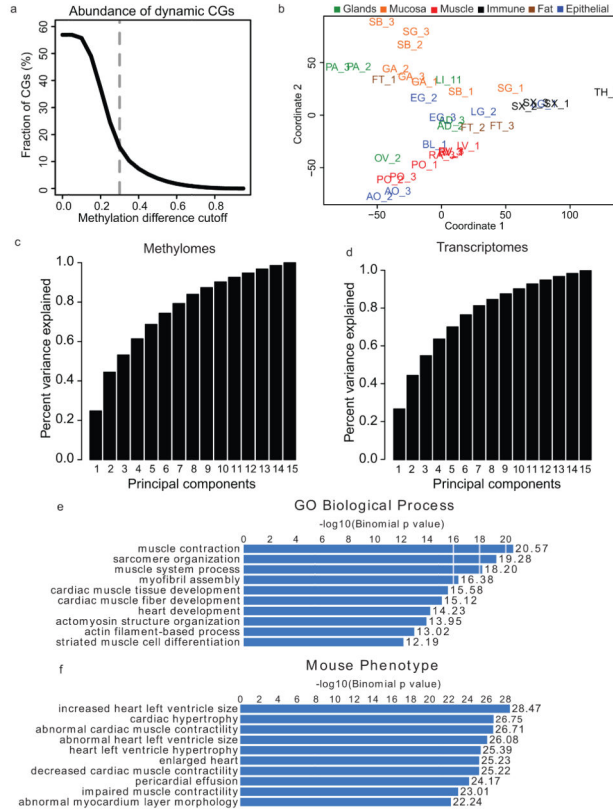 a
Abundance of dynamic CGs
Fraction of CGs (%)
60
50
40
30
20
10
0
0.0 0.2 0.4 0.6 0.8
Methylation difference cutoff
b
Glands Mucosa Muscle Immune Fat Epithelial
Coordinate 2
50
0
50
SB_3
SG_3
SB_2
PA_3 PA_2
GA_2
FT_1
GA_3
GA_1
LI_11
SB_1
SG_1
TH_
EG_2
SX_1
LG_2
EG_3
AD_3
FT_2
FT_3
BL_1
LV_1
OV_2
PO_1
PO_2
PO_3
AO_2
AO_3
−50 0 50 100
Coordinate 1
c
Methylomes
Percent variance explained
1.0
0.8
0.6
0.4
0.2
0.0
1 2 3 4 5 6 7 8 9 10 11 12 13 14 15
Principal components
d
Transcriptomes
Percent variance explained
1.0
0.8
0.6
0.4
0.2
0.0
1 2 3 4 5 6 7 8 9 10 11 12 13 14 15
Principal components
e
GO Biological Process
-log10(Binomial p value)
0 1 2 3 4 5 6 7 8 9 10 11 12 13 14 15 16 17 18 19 20
muscle contraction 20.57
sarcomere organization 19.28
muscle system process 18.20
myofibril assembly 16.38
cardiac muscle tissue development 15.58
cardiac muscle fiber development 15.12
heart development 14.23
actomyosin structure organization 13.95
actin filament-based process 13.02
striated muscle cell differentiation 12.19
f
Mouse Phenotype
-log10(Binomial p value)
0 2 4 6 8 10 12 14 16 18 20 22 24 26 28
increased heart left ventricle size 28.47
cardiac hypertrophy 26.75
abnormal cardiac muscle contractility 26.71
abnormal heart left ventricle size 26.08
heart left ventricle hypertrophy 25.39
enlarged heart 25.23
decreased cardiac muscle contractility 25.22
pericardial effusion 24.17
impaired muscle contractility 23.01
abnormal myocardium layer morphology 22.24